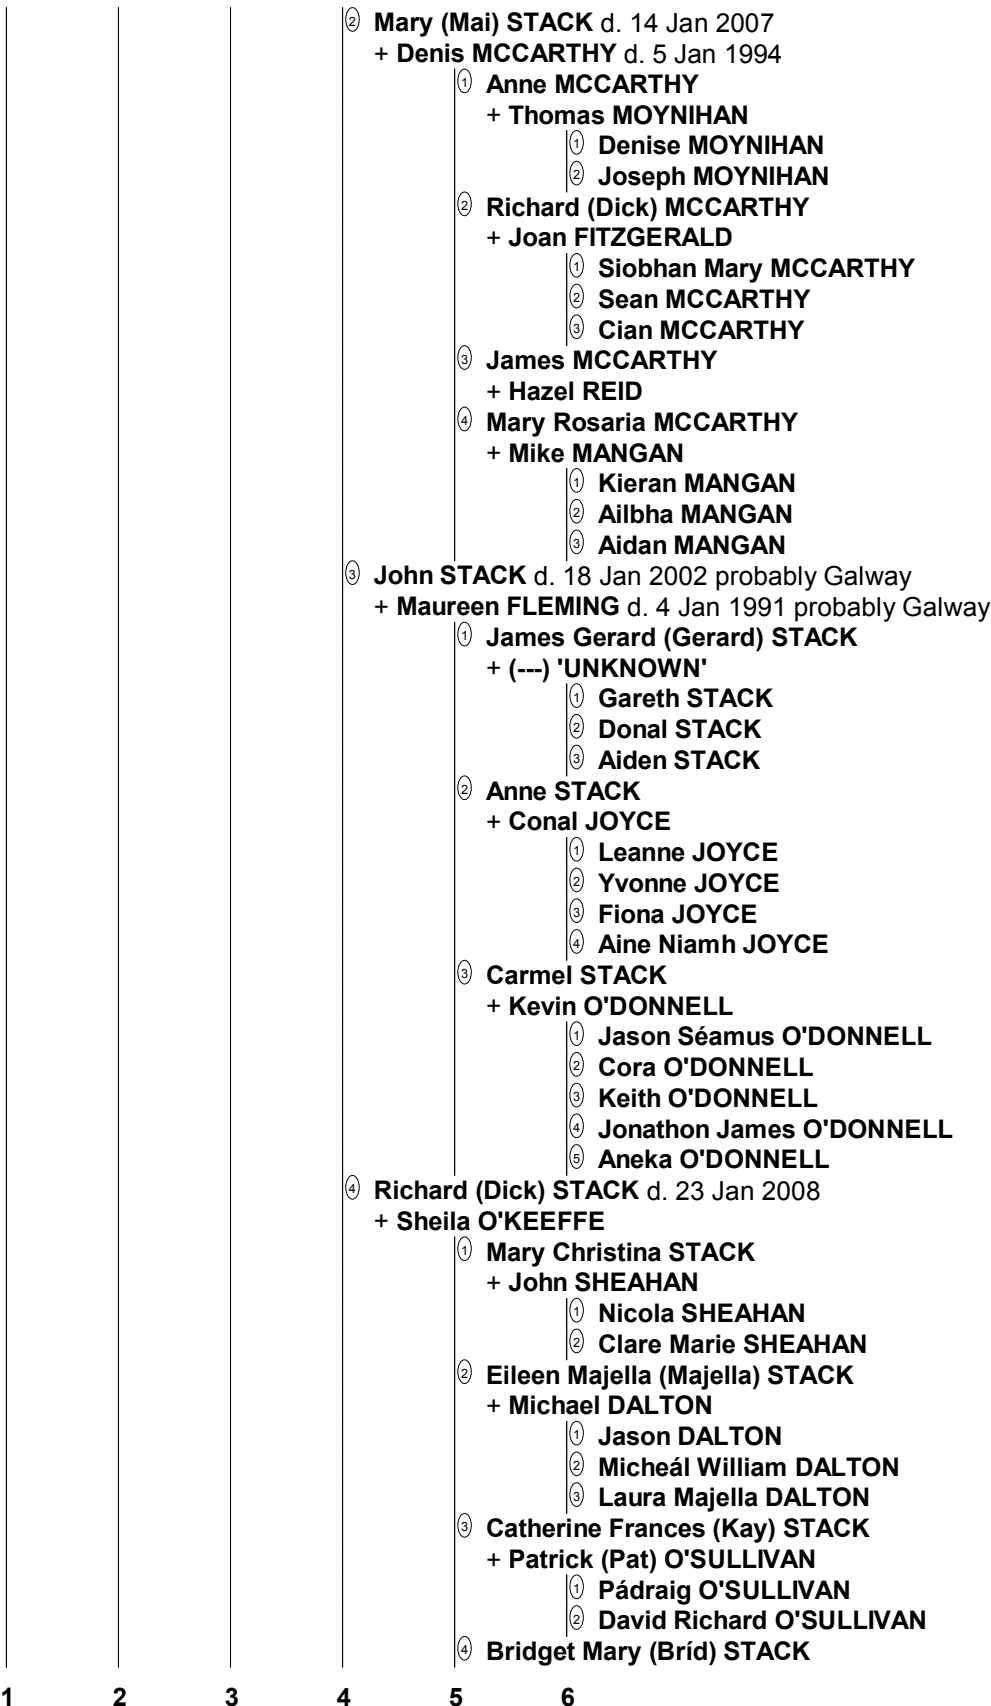 ② Mary (Mai) STACK d. 14 Jan 2007
+ Denis MCCARTHY d. 5 Jan 1994
① Anne MCCARTHY
+ Thomas MOYNIHAN
① Denise MOYNIHAN
② Joseph MOYNIHAN
② Richard (Dick) MCCARTHY
+ Joan FITZGERALD
① Siobhan Mary MCCARTHY
② Sean MCCARTHY
③ Cian MCCARTHY
③ James MCCARTHY
+ Hazel REID
④ Mary Rosaria MCCARTHY
+ Mike MANGAN
① Kieran MANGAN
② Ailbha MANGAN
③ Aidan MANGAN
③ John STACK d. 18 Jan 2002 probably Galway
+ Maureen FLEMING d. 4 Jan 1991 probably Galway
① James Gerard (Gerard) STACK
+ (---) 'UNKNOWN'
① Gareth STACK
② Donal STACK
③ Aiden STACK
② Anne STACK
+ Conal JOYCE
① Leanne JOYCE
② Yvonne JOYCE
③ Fiona JOYCE
④ Aine Niamh JOYCE
③ Carmel STACK
+ Kevin O'DONNELL
① Jason Séamus O'DONNELL
② Cora O'DONNELL
③ Keith O'DONNELL
④ Jonathon James O'DONNELL
⑤ Aneka O'DONNELL
④ Richard (Dick) STACK d. 23 Jan 2008
+ Sheila O'KEEFFE
① Mary Christina STACK
+ John SHEAHAN
① Nicola SHEAHAN
② Clare Marie SHEAHAN
② Eileen Majella (Majella) STACK
+ Michael DALTON
① Jason DALTON
② Micheál William DALTON
③ Laura Majella DALTON
③ Catherine Frances (Kay) STACK
+ Patrick (Pat) O'SULLIVAN
① Pádraig O'SULLIVAN
② David Richard O'SULLIVAN
④ Bridget Mary (Bríd) STACK
1 2 3 4 5 6